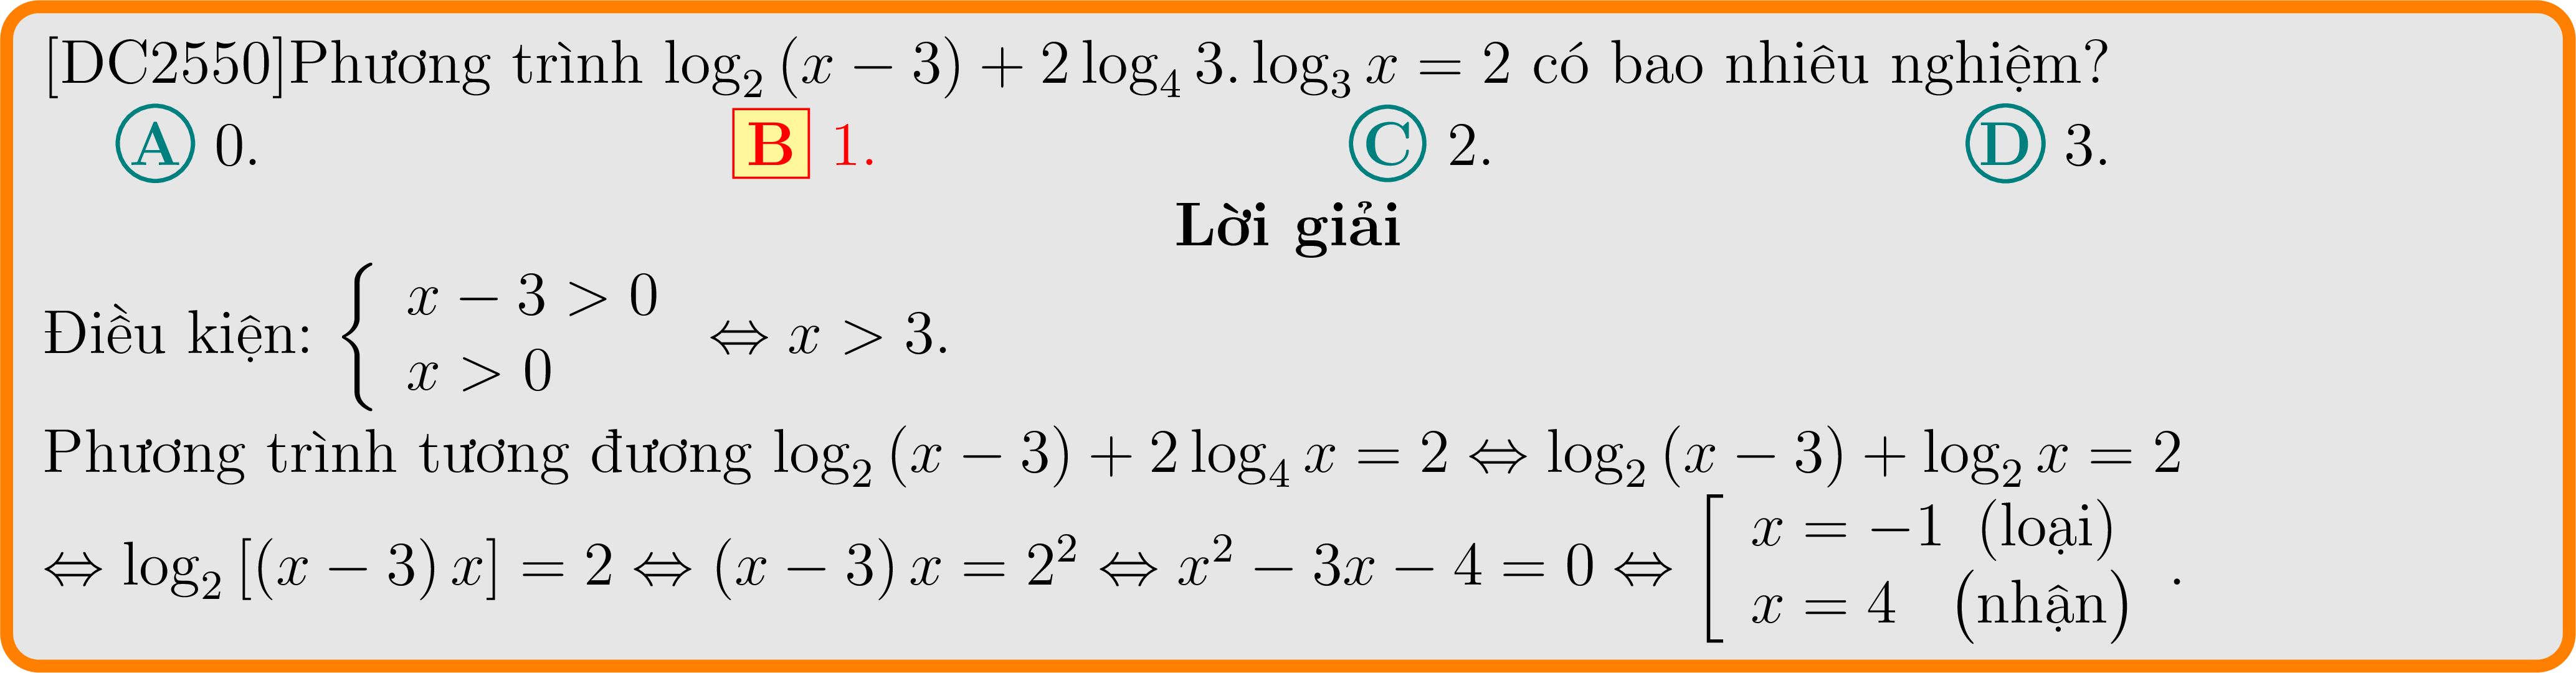 [DC2550]Phương trình $\log_2(x-3)+2\log_4 3.\log_3 x=2$ có bao nhiêu nghiệm?
A 0. B 1. C 2. D 3.
Lời giải
Điều kiện: $\begin{cases} x-3>0 \\ x>0 \end{cases} \Leftrightarrow x>3.$
Phương trình tương đương $\log_2(x-3)+2\log_4 x=2 \Leftrightarrow \log_2(x-3)+\log_2 x=2$
$\Leftrightarrow \log_2[(x-3)x]=2 \Leftrightarrow (x-3)x=2^2 \Leftrightarrow x^2-3x-4=0 \Leftrightarrow \left[\begin{array}{l} x=-1 \text{ (loại)} \\ x=4 \text{ (nhận)} \end{array}\right..$